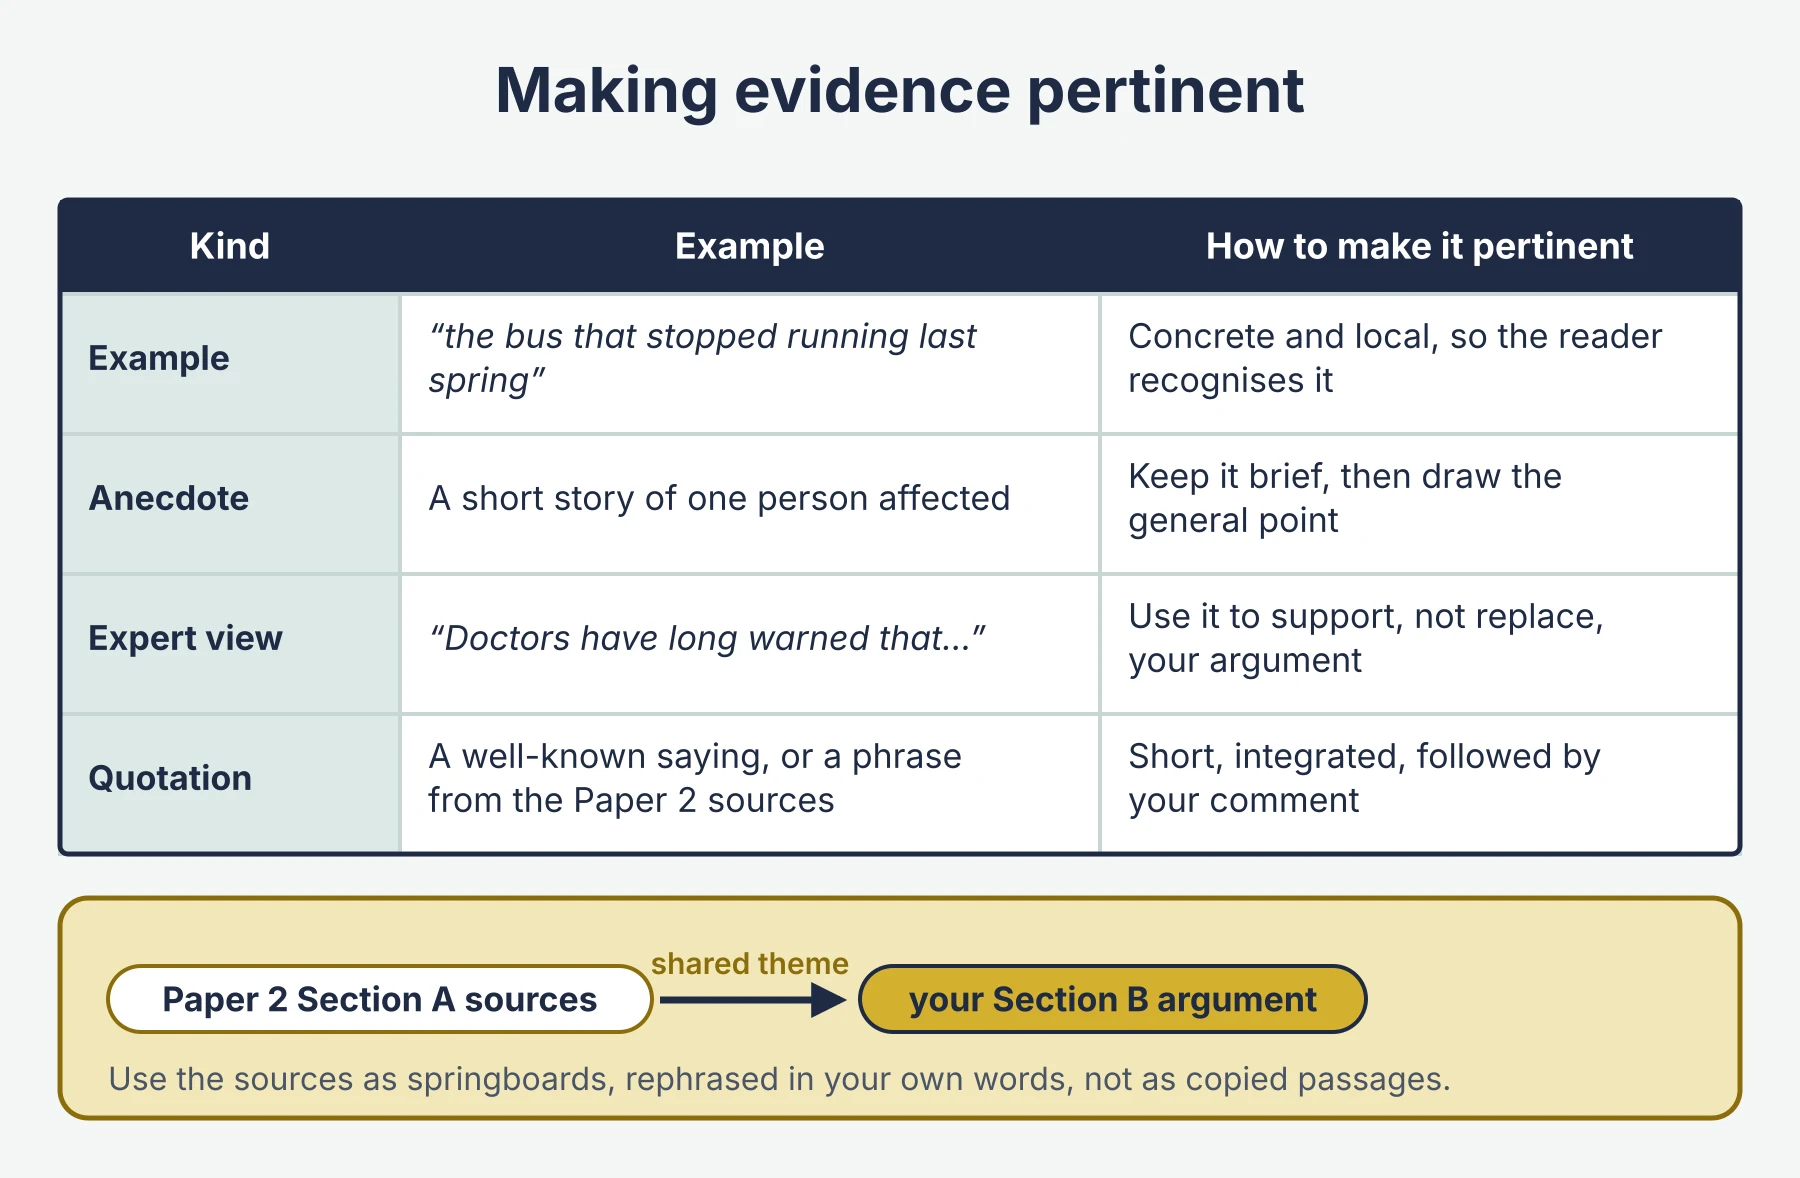 Making evidence pertinent
Kind
Example
How to make it pertinent
Example
“the bus that stopped running last
spring”
Concrete and local, so the reader
recognises it
Anecdote
A short story of one person affected
Keep it brief, then draw the
general point
Expert view
“Doctors have long warned that...”
Use it to support, not replace,
your argument
Quotation
A well-known saying, or a phrase
from the Paper 2 sources
Short, integrated, followed by
your comment
shared theme
Paper 2 Section A sources
your Section B argument
Use the sources as springboards, rephrased in your own words, not as copied passages.